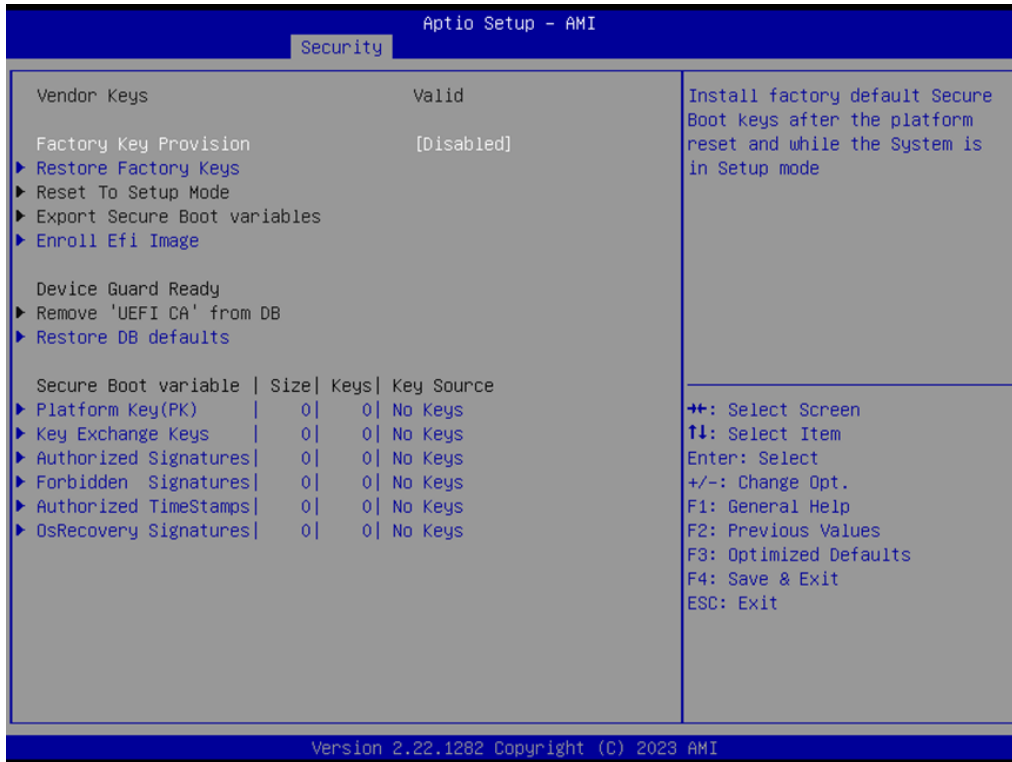 Aptio Setup - AMI
Security
Vendor Keys Valid
Factory Key Provision [Disabled]
▶ Restore Factory Keys
▶ Reset To Setup Mode
▶ Export Secure Boot variables
▶ Enroll Efi Image
Device Guard Ready
▶ Remove 'UEFI CA' from DB
▶ Restore DB defaults
Secure Boot variable | Size| Keys| Key Source
▶ Platform Key(PK) | 0| 0| No Keys
▶ Key Exchange Keys | 0| 0| No Keys
▶ Authorized Signatures| 0| 0| No Keys
▶ Forbidden Signatures| 0| 0| No Keys
▶ Authorized TimeStamps| 0| 0| No Keys
▶ OsRecovery Signatures| 0| 0| No Keys
Install factory default Secure
Boot keys after the platform
reset and while the System is
in Setup mode
→←: Select Screen
↑↓: Select Item
Enter: Select
+/-: Change Opt.
F1: General Help
F2: Previous Values
F3: Optimized Defaults
F4: Save & Exit
ESC: Exit
Version 2.22.1282 Copyright (C) 2023 AMI